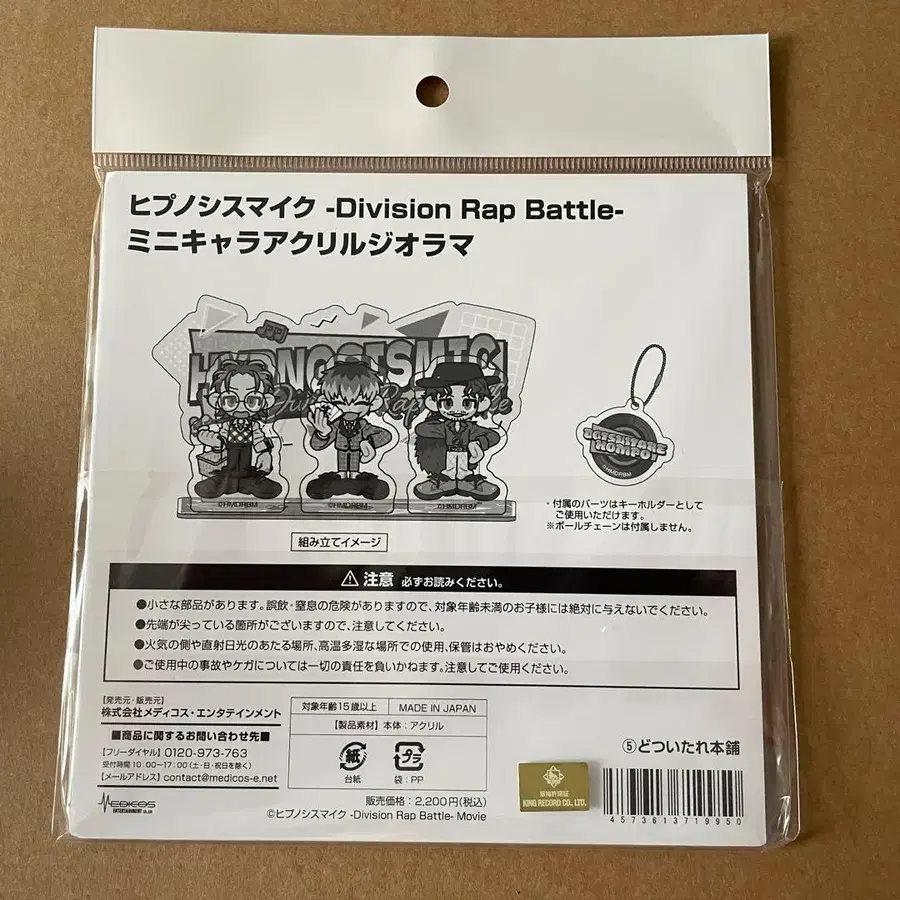 ヒプノシスマイク -Division Rap Battle-
ミニキャラアクリルジオラマ
HYPNOSISMIC
Division Rap Battle
©HMDRBM
©HMDRBM
©HMDRBM
DOTSUITARE
HOMPO
©HMDRBM
・付属のパーツはキーホルダーとして
ご使用いただけます。
※ボールチェーンは付属しません。
組み立てイメージ
⚠注意 必ずお読みください。
●小さな部品があります。誤飲・窒息の危険がありますので、対象年齢未満のお子様には絶対に与えないでください。
●先端が尖っている箇所がございますので、注意してください。
●火気の側や直射日光のあたる場所、高温多湿な場所での使用、保管はおやめください。
●ご使用中の事故やケガについては一切の責任を負いかねます。注意してご使用ください。
【発売元・販売元】
株式会社メディコス・エンタテインメント
■商品に関するお問い合わせ先■
【フリーダイヤル】0120-973-763
受付時間 10:00~17:00(土・日・祝日を除く)
【メールアドレス】contact@medicos-e.net
MEDICOS
ENTERTAINMENT
対象年齢15歳以上 MADE IN JAPAN
【製品素材】本体:アクリル
紙 プラ
台紙 袋:PP
販売価格:2,200円(税込)
©ヒプノシスマイク -Division Rap Battle- Movie
⑤どついたれ本舗
KING RECORD CO., LTD.
4573613719950